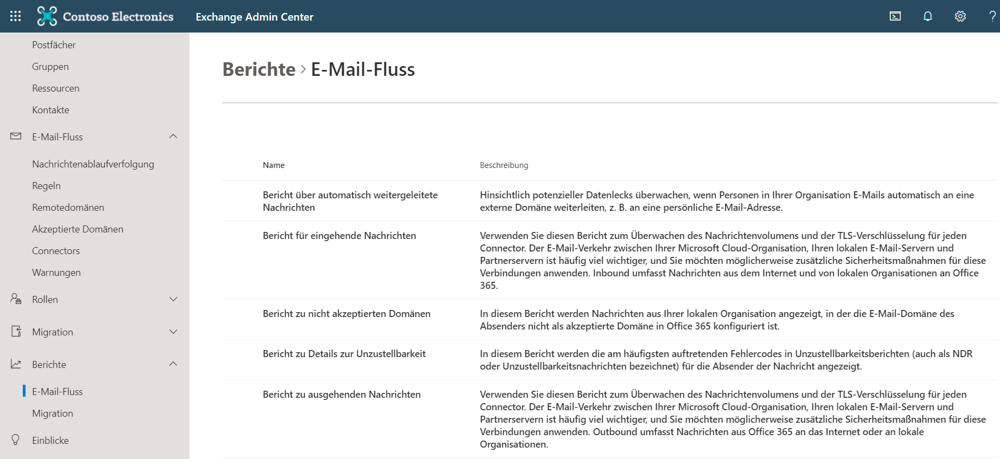 Contoso Electronics
Exchange Admin Center
?
Postfächer
Gruppen
Ressourcen
Kontakte
E-Mail-Fluss
Nachrichtenablaufverfolgung
Regeln
Remotedomänen
Akzeptierte Domänen
Connectors
Warnungen
Rollen
Migration
Berichte
E-Mail-Fluss
Migration
Einblicke
Berichte > E-Mail-Fluss
Name
Beschreibung
Bericht über automatisch weitergeleitete
Nachrichten
Hinsichtlich potenzieller Datenlecks überwachen, wenn Personen in Ihrer Organisation E-Mails automatisch an eine
externe Domäne weiterleiten, z. B. an eine persönliche E-Mail-Adresse.
Bericht für eingehende Nachrichten
Verwenden Sie diesen Bericht zum Überwachen des Nachrichtenvolumens und der TLS-Verschlüsselung für jeden
Connector. Der E-Mail-Verkehr zwischen Ihrer Microsoft Cloud-Organisation, Ihren lokalen E-Mail-Servern und
Partnerservern ist häufig viel wichtiger, und Sie möchten möglicherweise zusätzliche Sicherheitsmaßnahmen für diese
Verbindungen anwenden. Inbound umfasst Nachrichten aus dem Internet und von lokalen Organisationen an Office
365.
Bericht zu nicht akzeptierten Domänen
In diesem Bericht werden Nachrichten aus Ihrer lokalen Organisation angezeigt, in der die E-Mail-Domäne des
Absenders nicht als akzeptierte Domäne in Office 365 konfiguriert ist.
Bericht zu Details zur Unzustellbarkeit
In diesem Bericht werden die am häufigsten auftretenden Fehlercodes in Unzustellbarkeitsberichten (auch als NDR
oder Unzustellbarkeitsnachrichten bezeichnet) für die Absender der Nachricht angezeigt.
Bericht zu ausgehenden Nachrichten
Verwenden Sie diesen Bericht zum Überwachen des Nachrichtenvolumens und der TLS-Verschlüsselung für jeden
Connector. Der E-Mail-Verkehr zwischen Ihrer Microsoft Cloud-Organisation, Ihren lokalen E-Mail-Servern und
Partnerservern ist häufig viel wichtiger, und Sie möchten möglicherweise zusätzliche Sicherheitsmaßnahmen für diese
Verbindungen anwenden. Outbound umfasst Nachrichten aus Office 365 an das Internet oder an lokale
Organisationen.